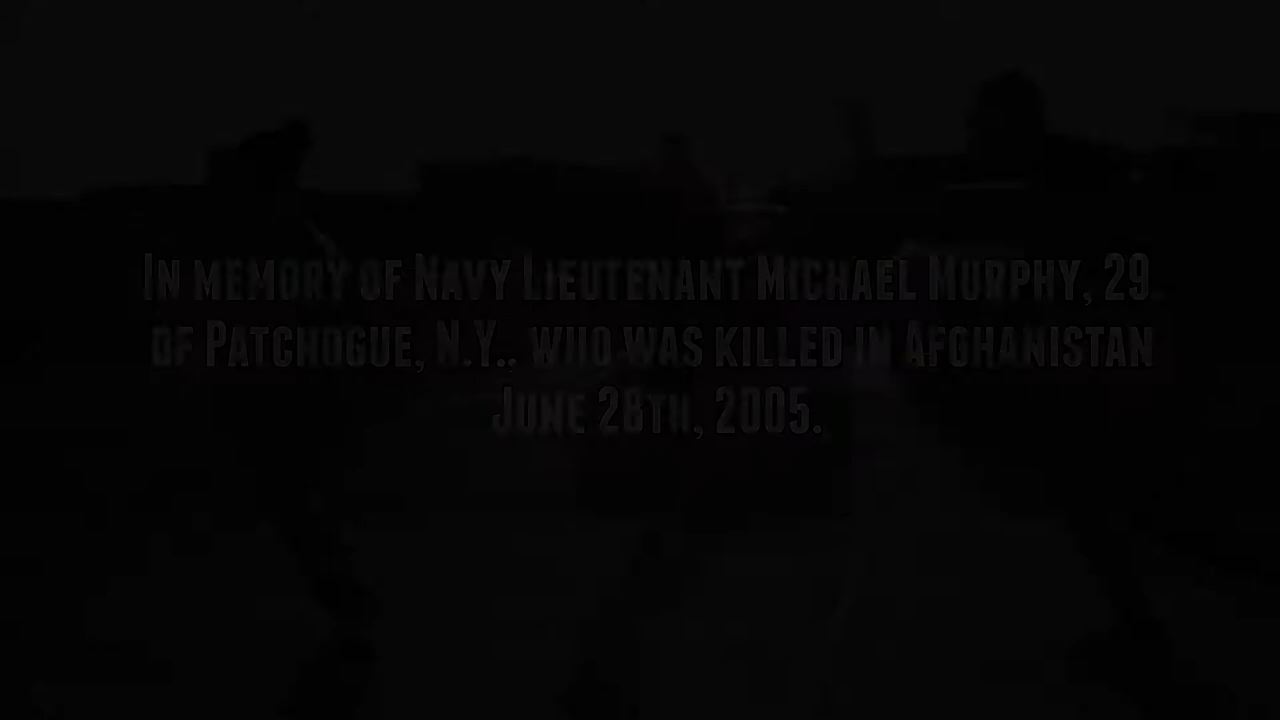 In memory of Navy Lieutenant Michael Murphy, 29
of Patchogue, N.Y., who was killed in Afghanistan
June 28th, 2005.